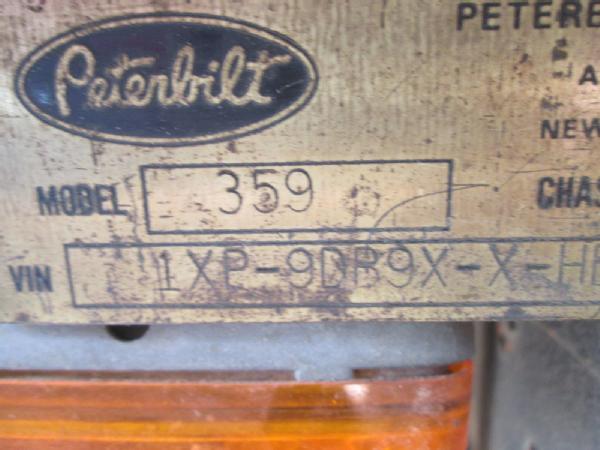 PETERB
Peterbilt
A
NEW
MODEL 359 CHAS
VIN 1XP-9DB9X-X-H